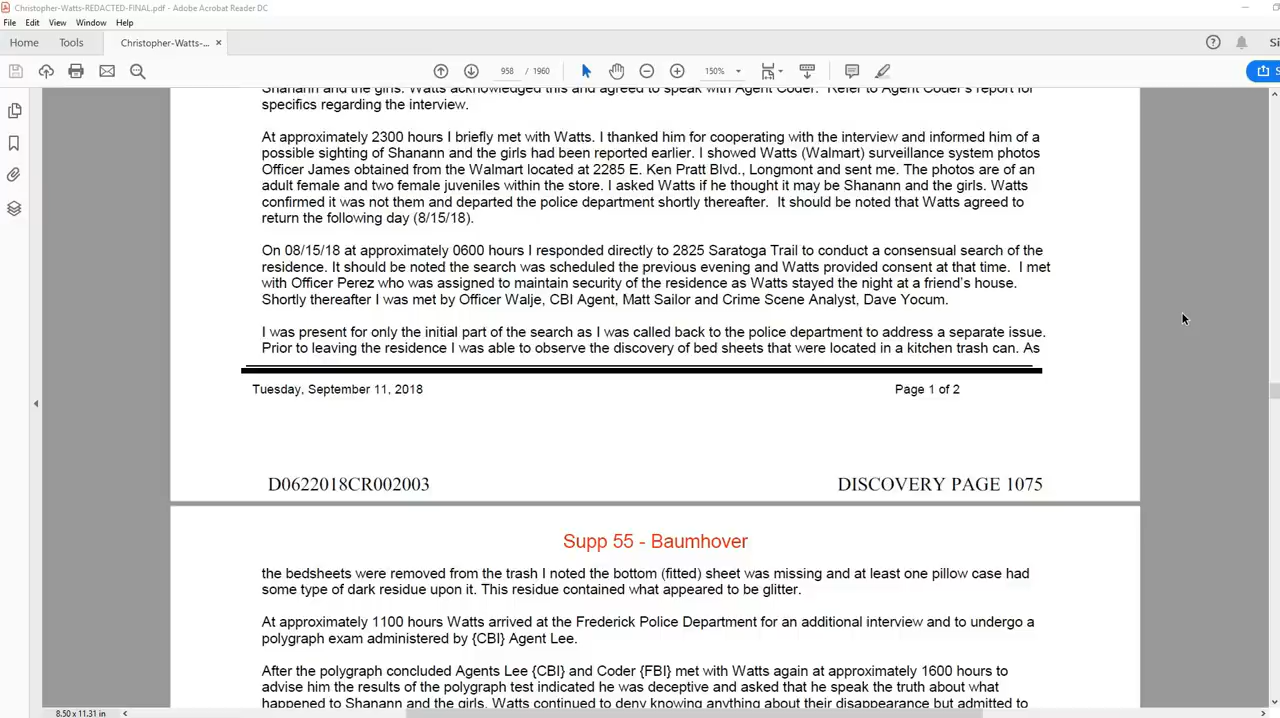 Christopher-Watts-REDACTED-FINAL.pdf - Adobe Acrobat Reader DC
File Edit View Window Help
Home Tools Christopher-Watts-... ×
958 / 1960 150%
Shanann and the girls. Watts acknowledged this and agreed to speak with Agent Coder. Refer to Agent Coder's report for
specifics regarding the interview.
At approximately 2300 hours I briefly met with Watts. I thanked him for cooperating with the interview and informed him of a
possible sighting of Shanann and the girls had been reported earlier. I showed Watts (Walmart) surveillance system photos
Officer James obtained from the Walmart located at 2285 E. Ken Pratt Blvd., Longmont and sent me. The photos are of an
adult female and two female juveniles within the store. I asked Watts if he thought it may be Shanann and the girls. Watts
confirmed it was not them and departed the police department shortly thereafter. It should be noted that Watts agreed to
return the following day (8/15/18).
On 08/15/18 at approximately 0600 hours I responded directly to 2825 Saratoga Trail to conduct a consensual search of the
residence. It should be noted the search was scheduled the previous evening and Watts provided consent at that time. I met
with Officer Perez who was assigned to maintain security of the residence as Watts stayed the night at a friend's house.
Shortly thereafter I was met by Officer Walje, CBI Agent, Matt Sailor and Crime Scene Analyst, Dave Yocum.
I was present for only the initial part of the search as I was called back to the police department to address a separate issue.
Prior to leaving the residence I was able to observe the discovery of bed sheets that were located in a kitchen trash can. As
Tuesday, September 11, 2018 Page 1 of 2
D0622018CR002003 DISCOVERY PAGE 1075
Supp 55 - Baumhover
the bedsheets were removed from the trash I noted the bottom (fitted) sheet was missing and at least one pillow case had
some type of dark residue upon it. This residue contained what appeared to be glitter.
At approximately 1100 hours Watts arrived at the Frederick Police Department for an additional interview and to undergo a
polygraph exam administered by {CBI} Agent Lee.
After the polygraph concluded Agents Lee {CBI} and Coder {FBI} met with Watts again at approximately 1600 hours to
advise him the results of the polygraph test indicated he was deceptive and asked that he speak the truth about what
happened to Shanann and the girls. Watts continued to deny knowing anything about their disappearance but admitted to
8.50 x 11.31 in